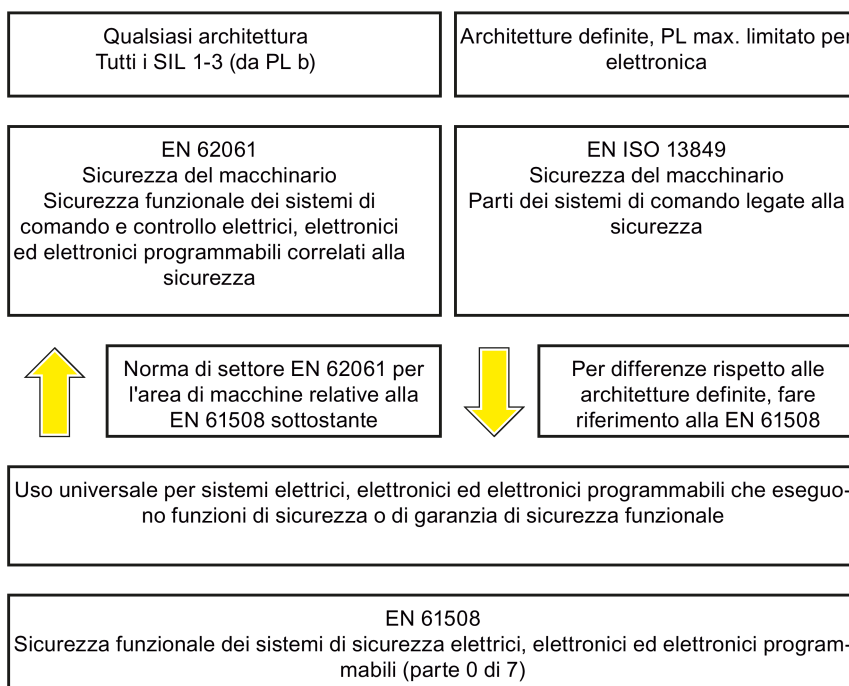 Qualsiasi architettura
Tutti i SIL 1-3 (da PL b)
Architetture definite, PL max. limitato per
elettronica
EN 62061
Sicurezza del macchinario
Sicurezza funzionale dei sistemi di
comando e controllo elettrici, elettronici
ed elettronici programmabili correlati alla
sicurezza
EN ISO 13849
Sicurezza del macchinario
Parti dei sistemi di comando legate alla
sicurezza
Norma di settore EN 62061 per
l'area di macchine relative alla
EN 61508 sottostante
Per differenze rispetto alle
architetture definite, fare
riferimento alla EN 61508
Uso universale per sistemi elettrici, elettronici ed elettronici programmabili che eseguo-
no funzioni di sicurezza o di garanzia di sicurezza funzionale
EN 61508
Sicurezza funzionale dei sistemi di sicurezza elettrici, elettronici ed elettronici program-
mabili (parte 0 di 7)